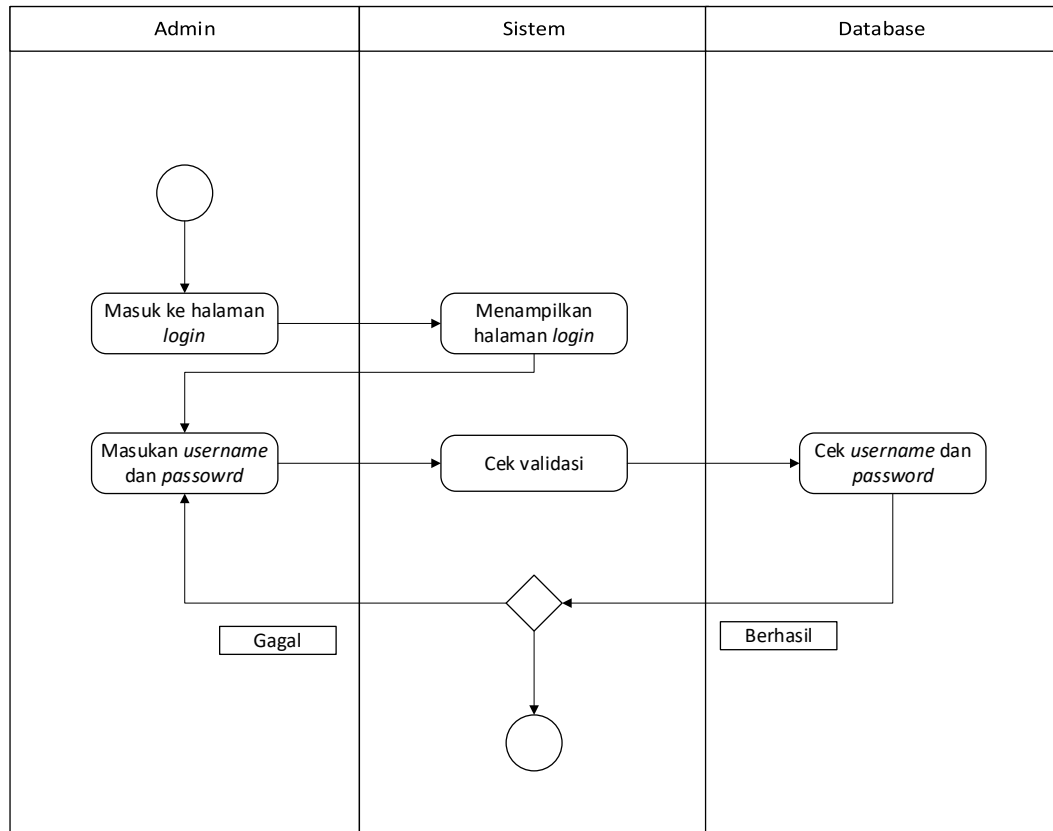 Admin
Sistem
Database
Masuk ke halaman
login
Menampilkan
halaman login
Masukan username
dan passowrd
Cek validasi
Cek username dan
password
Gagal
Berhasil